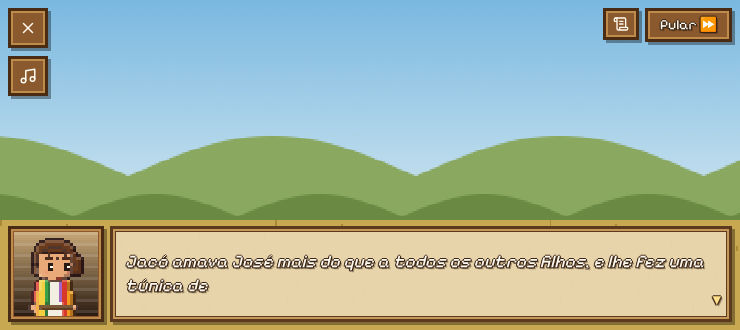 Pular
Jacó amava José mais do que a todos os outros filhos, e lhe fez uma
túnica de